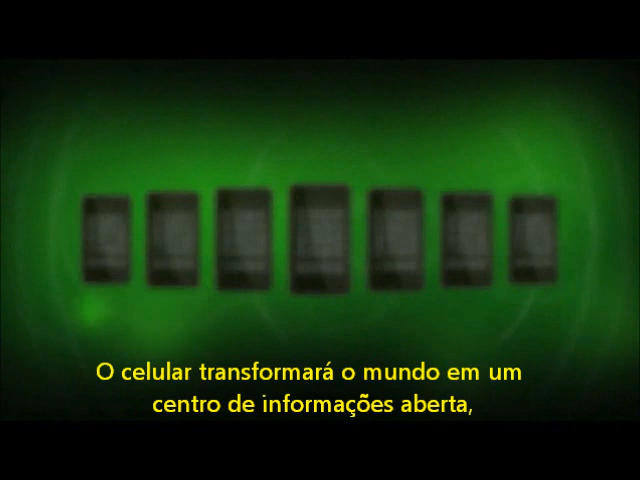 O celular transformará o mundo em um
centro de informações aberta,